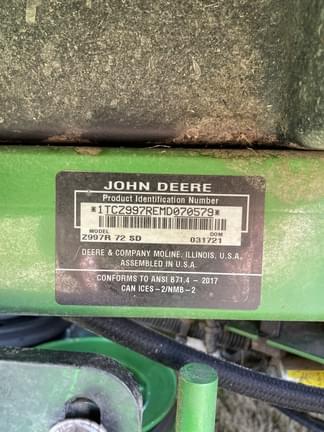 JOHN DEERE
Product Identification Number
*1TCZ997REMD070579*
MODEL DOM
Z997R 72 SD 031721
DEERE & COMPANY MOLINE, ILLINOIS, U.S.A.
ASSEMBLED IN U.S.A.
CONFORMS TO ANSI B71.4 - 2017
CAN ICES-2/NMB-2